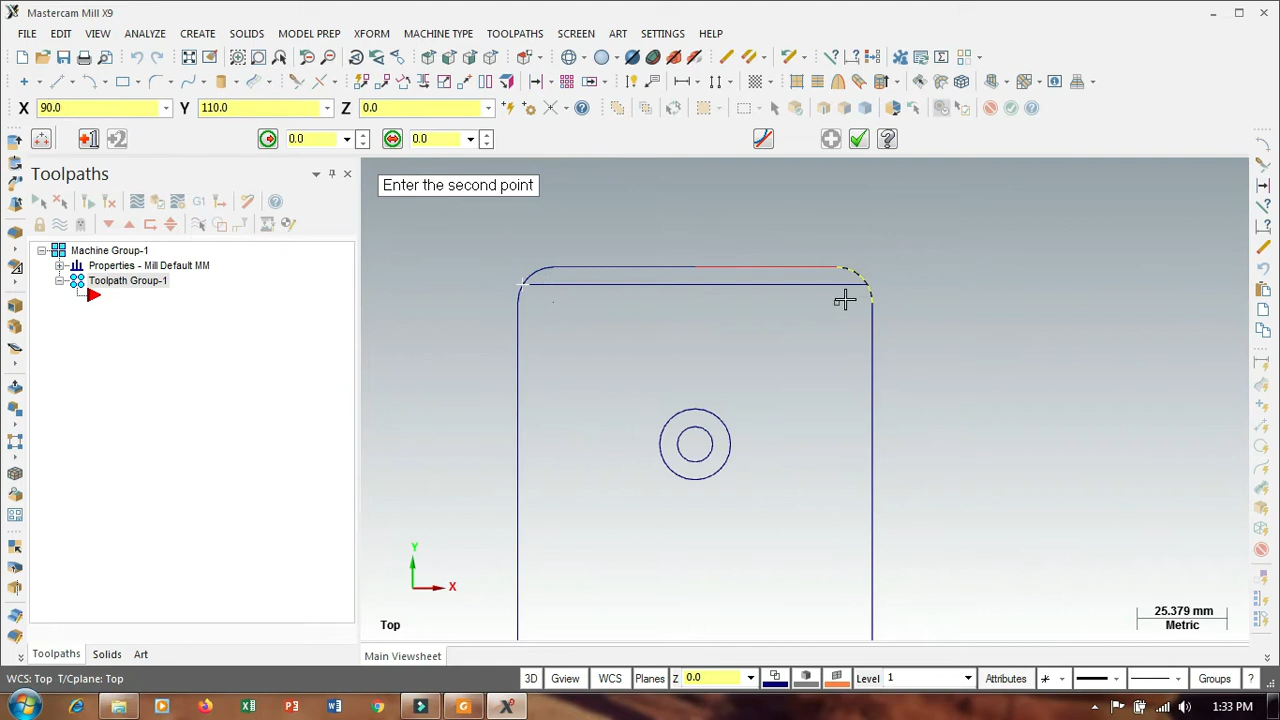 Mastercam Mill X9
FILE EDIT VIEW ANALYZE CREATE SOLIDS MODEL PREP XFORM MACHINE TYPE TOOLPATHS SCREEN ART SETTINGS HELP
X 90.0 Y 110.0 Z 0.0
+1 +2 0.0 0.0
Toolpaths
Enter the second point
G1
Machine Group-1
Properties - Mill Default MM
Toolpath Group-1
Y
X
Top
25.379 mm
Metric
Toolpaths Solids Art
Main Viewsheet
WCS: Top T/Cplane: Top
3D Gview WCS Planes Z 0.0 Level 1 Attributes Groups ?
1:33 PM